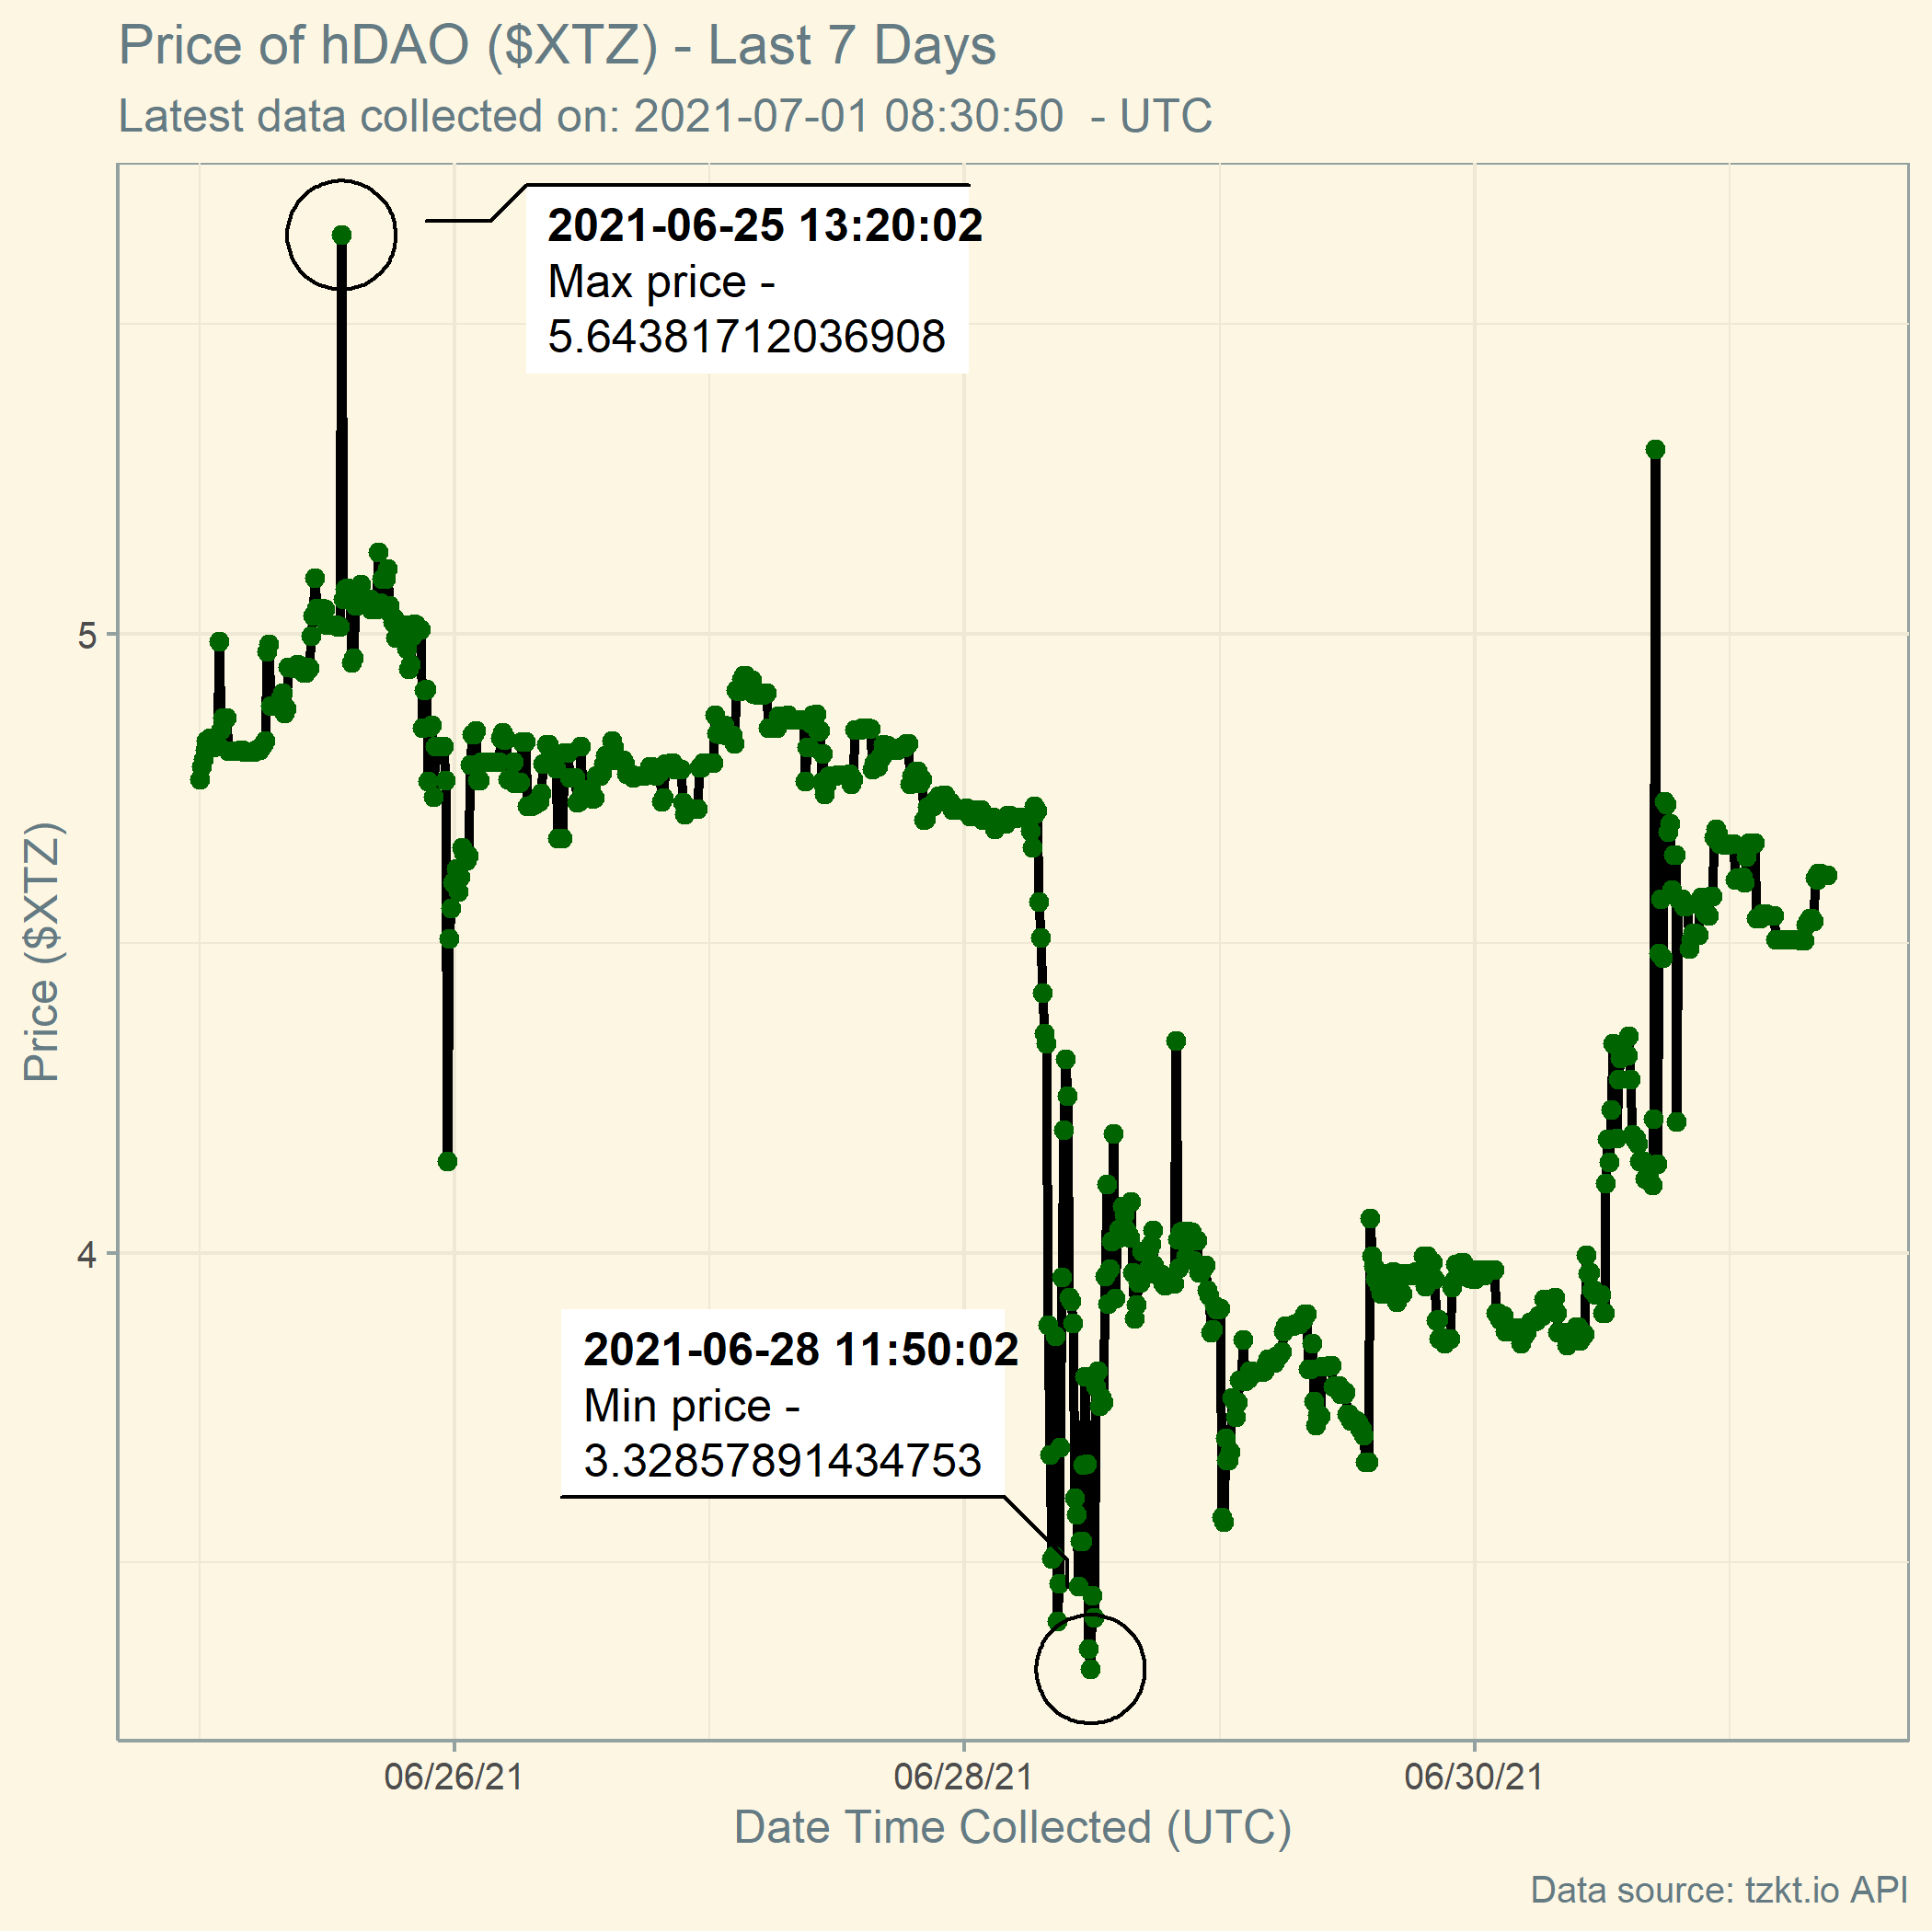 Price of hDAO ($XTZ) - Last 7 Days
Latest data collected on: 2021-07-01 08:30:50  - UTC
2021-06-25 13:20:02
Max price -
5.64381712036908
5
Price ($XTZ)
4
2021-06-28 11:50:02
Min price -
3.32857891434753
06/26/21
06/28/21
06/30/21
Date Time Collected (UTC)
Data source: tzkt.io API